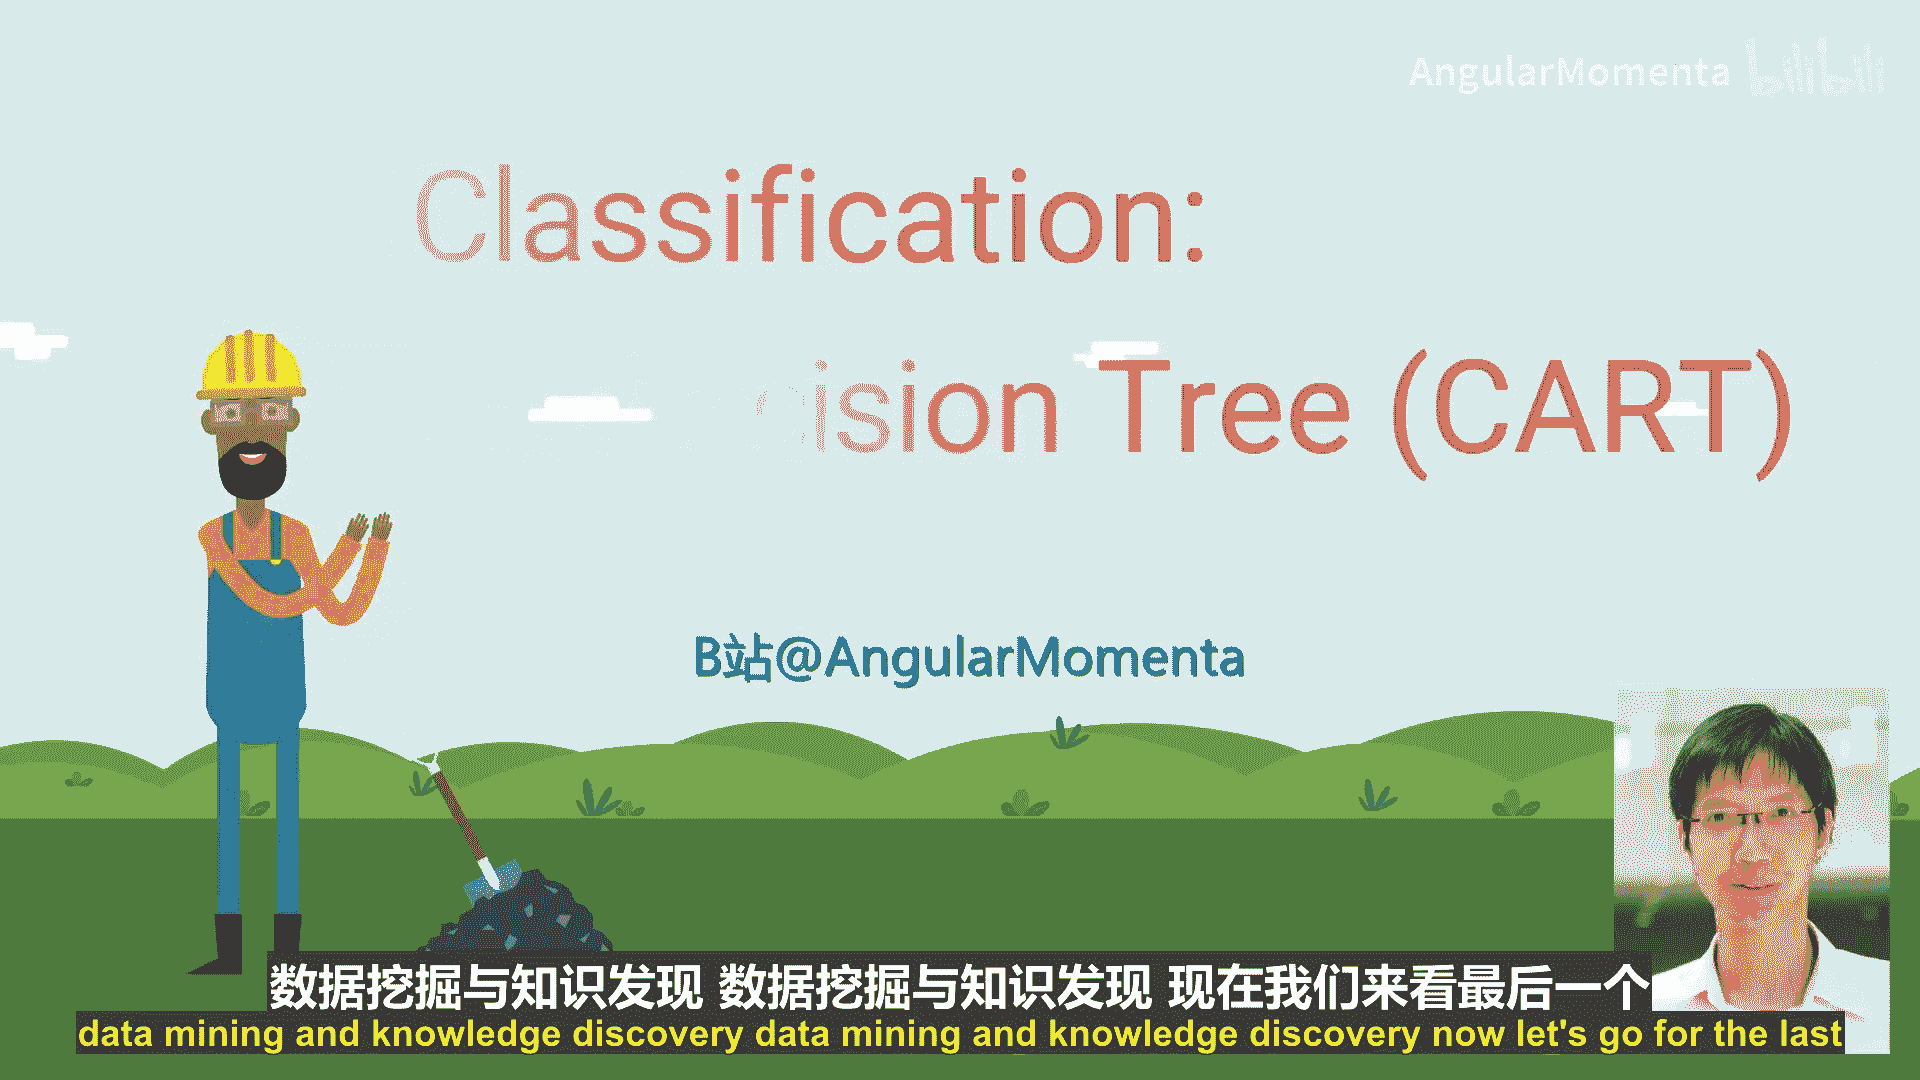 AngularMomenta bilibili
Classification:
cision Tree (CART)
B站@AngularMomenta
数据挖掘与知识发现 数据挖掘与知识发现 现在我们来看最后一个
data mining and knowledge discovery data mining and knowledge discovery now let's go for the last